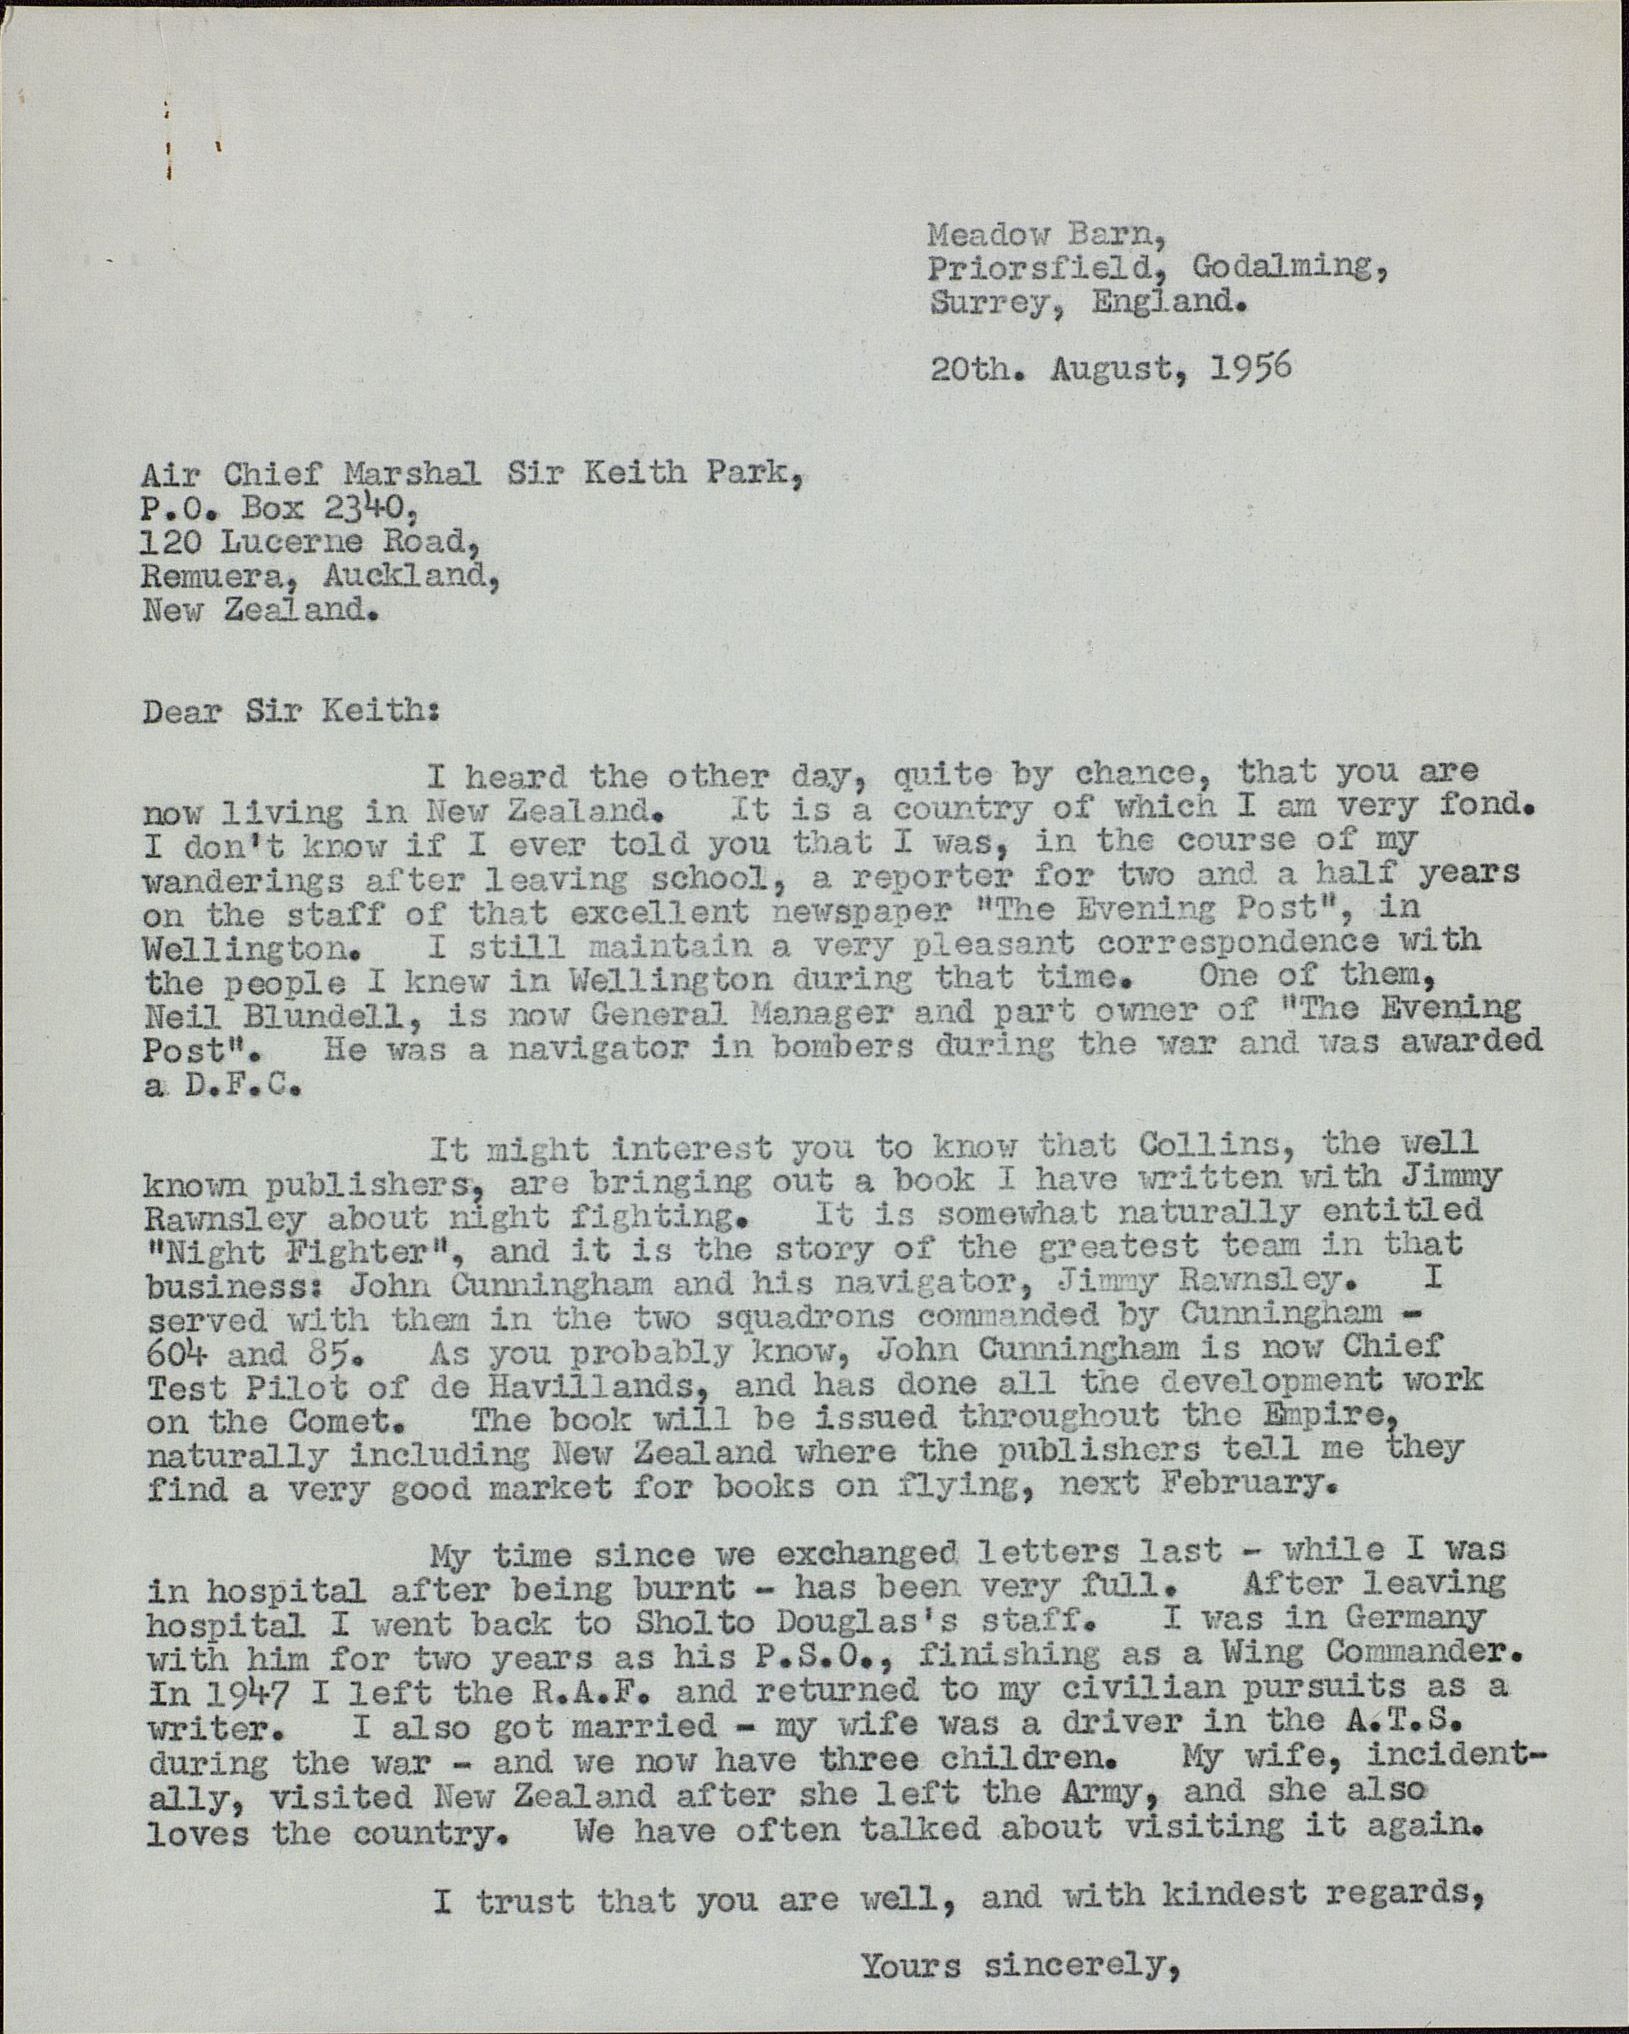 Meadow Barn,
Priorsfield, Godalming,
Surrey, England.
20th. August, 1956
Air Chief Marshal Sir Keith Park,
P.O. Box 2340,
120 Lucerne Road,
Remuera, Auckland,
New Zealand.
Dear Sir Keith:
I heard the other day, quite by chance, that you are
now living in New Zealand. It is a country of which I am very fond.
I don't know if I ever told you that I was, in the course of my
wanderings after leaving school, a reporter for two and a half years
on the staff of that excellent newspaper "The Evening Post", in
Wellington. I still maintain a very pleasant correspondence with
the people I knew in Wellington during that time. One of them,
Neil Blundell, is now General Manager and part owner of "The Evening
Post". He was a navigator in bombers during the war and was awarded
a D.F.C.
It might interest you to know that Collins, the well
known publishers, are bringing out a book I have written with Jimmy
Rawnsley about night fighting. It is somewhat naturally entitled
"Night Fighter", and it is the story of the greatest team in that
business: John Cunningham and his navigator, Jimmy Rawnsley. I
served with them in the two squadrons commanded by Cunningham -
604 and 85. As you probably know, John Cunningham is now Chief
Test Pilot of de Havillands, and has done all the development work
on the Comet. The book will be issued throughout the Empire,
naturally including New Zealand where the publishers tell me they
find a very good market for books on flying, next February.
My time since we exchanged letters last - while I was
in hospital after being burnt - has been very full. After leaving
hospital I went back to Sholto Douglas's staff. I was in Germany
with him for two years as his P.S.O., finishing as a Wing Commander.
In 1947 I left the R.A.F. and returned to my civilian pursuits as a
writer. I also got married - my wife was a driver in the A.T.S.
during the war - and we now have three children. My wife, incident-
ally, visited New Zealand after she left the Army, and she also
loves the country. We have often talked about visiting it again.
I trust that you are well, and with kindest regards,
Yours sincerely,